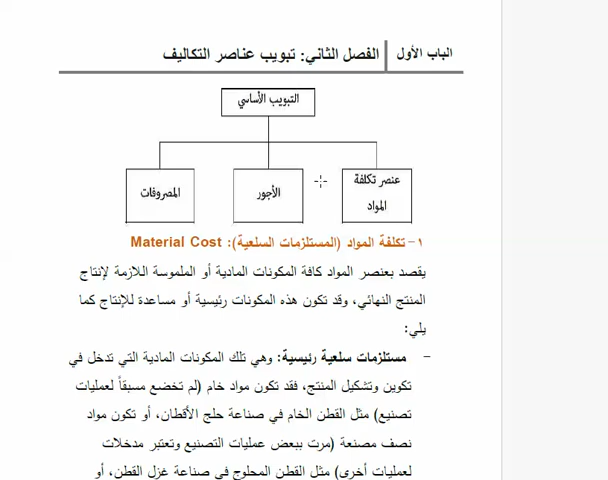 الباب الأول
الفصل الثاني: تبويب عناصر التكاليف
التبويب الأساسي
عنصر تكلفة
المواد
الأجور
المصروفات
١- تكلفة المواد (المستلزمات السلعية): Material Cost
يقصد بعنصر المواد كافة المكونات المادية أو الملموسة اللازمة لإنتاج
المنتج النهائي، وقد تكون هذه المكونات رئيسية أو مساعدة للإنتاج كما
يلي:
- مستلزمات سلعية رئيسية: وهي تلك المكونات المادية التي تدخل في
تكوين وتشكيل المنتج، فقد تكون مواد خام (لم تخضع مسبقاً لعمليات
تصنيع) مثل القطن الخام في صناعة حلج الأقطان، أو تكون مواد
نصف مصنعة (مرت ببعض عمليات التصنيع وتعتبر مدخلات
لعمليات أخرى) مثل القطن المحلوج في صناعة غزل القطن، أو